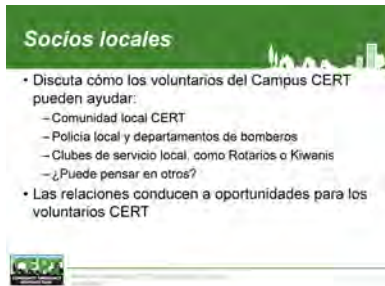 Socios locales
• Discuta cómo los voluntarios del Campus CERT
pueden ayudar:
–Comunidad local CERT
–Policía local y departamentos de bomberos
–Clubes de servicio local, como Rotarios o Kiwanis
–¿Puede pensar en otros?
• Las relaciones conducen a oportunidades para los
voluntarios CERT
CERT